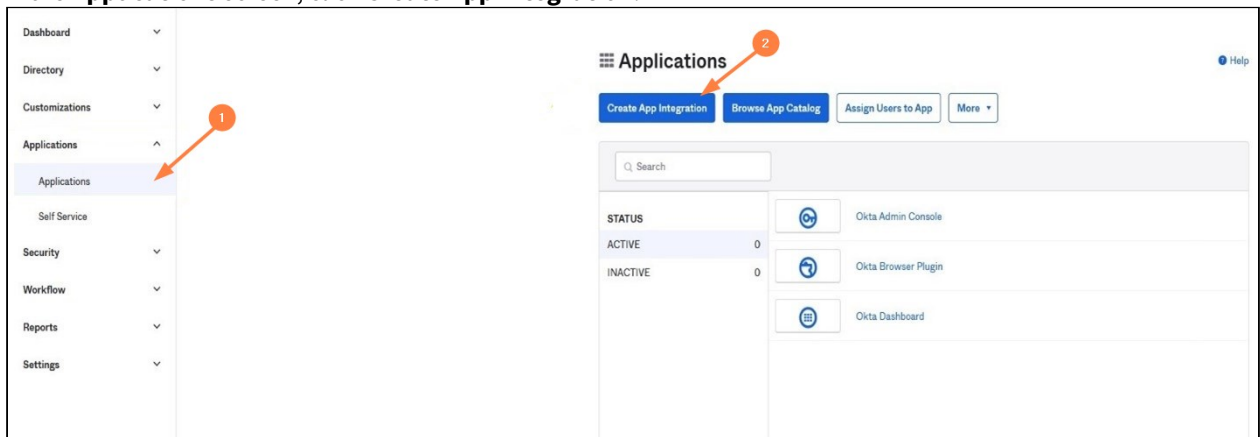 Dashboard
Directory
Customizations
Applications
Applications
Self Service
Security
Workflow
Reports
Settings
1
2
Applications
Help
Create App Integration
Browse App Catalog
Assign Users to App
More
Search
STATUS
ACTIVE 0
INACTIVE 0
Okta Admin Console
Okta Browser Plugin
Okta Dashboard